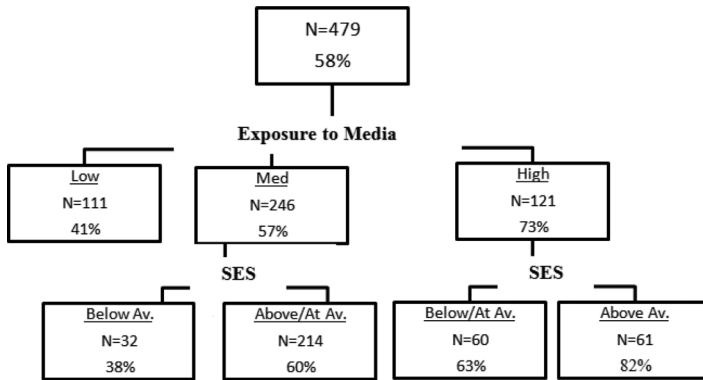 N=479
58%
Exposure to Media
Low
N=111
41%
Med
N=246
57%
High
N=121
73%
SES
SES
Below Av.
N=32
38%
Above/At Av.
N=214
60%
Below/At Av.
N=60
63%
Above Av.
N=61
82%